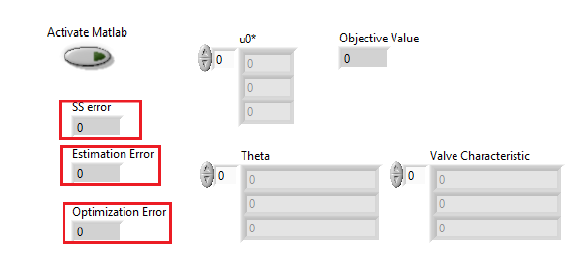 Activate Matlab
u0*
0
0
0
0
Objective Value
0
SS error
0
Estimation Error
0
Optimization Error
0
Theta
0
0
0
0
Valve Characteristic
0
0
0
0